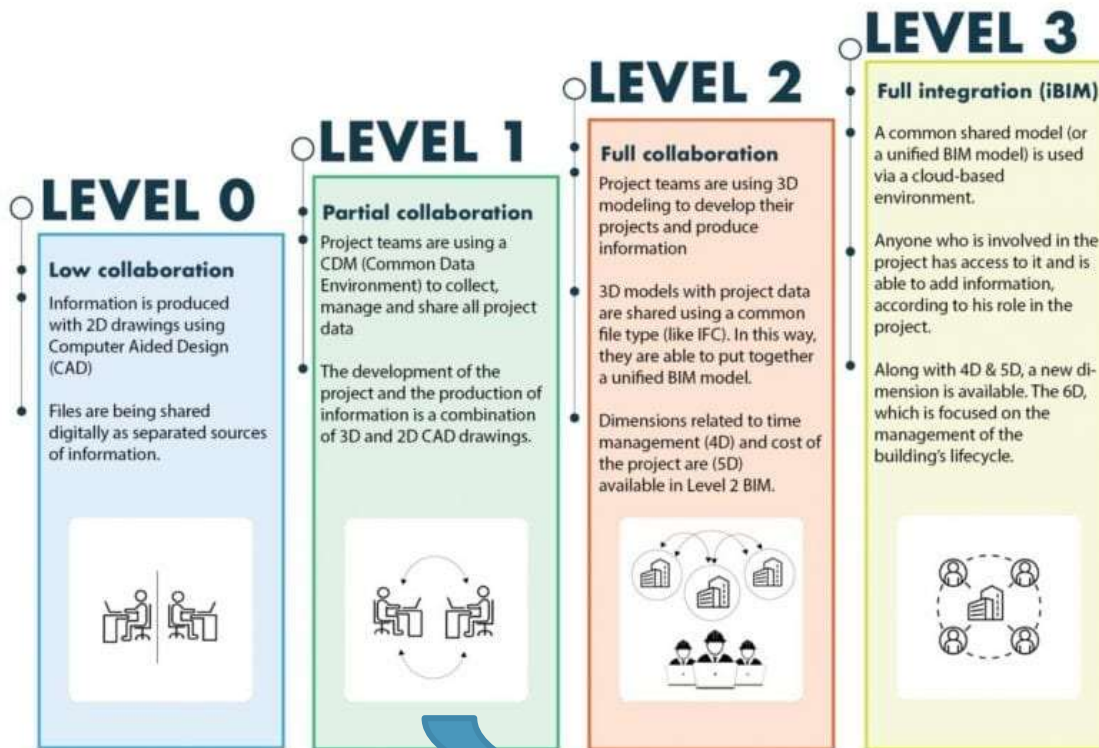 LEVEL 0
Low collaboration
Information is produced
with 2D drawings using
Computer Aided Design
(CAD)
Files are being shared
digitally as separated sources
of information.
LEVEL 1
Partial collaboration
Project teams are using a
CDM (Common Data
Environment) to collect,
manage and share all project
data
The development of the
project and the production of
information is a combination
of 3D and 2D CAD drawings.
LEVEL 2
Full collaboration
Project teams are using 3D
modeling to develop their
projects and produce
information
3D models with project data
are shared using a common
file type (like IFC). In this way,
they are able to put together
a unified BIM model.
Dimensions related to time
management (4D) and cost of
the project are (5D)
available in Level 2 BIM.
LEVEL 3
Full integration (iBIM)
A common shared model (or
a unified BIM model) is used
via a cloud-based
environment.
Anyone who is involved in the
project has access to it and is
able to add information,
according to his role in the
project.
Along with 4D & 5D, a new di-
mension is available. The 6D,
which is focused on the
management of the
building's lifecycle.